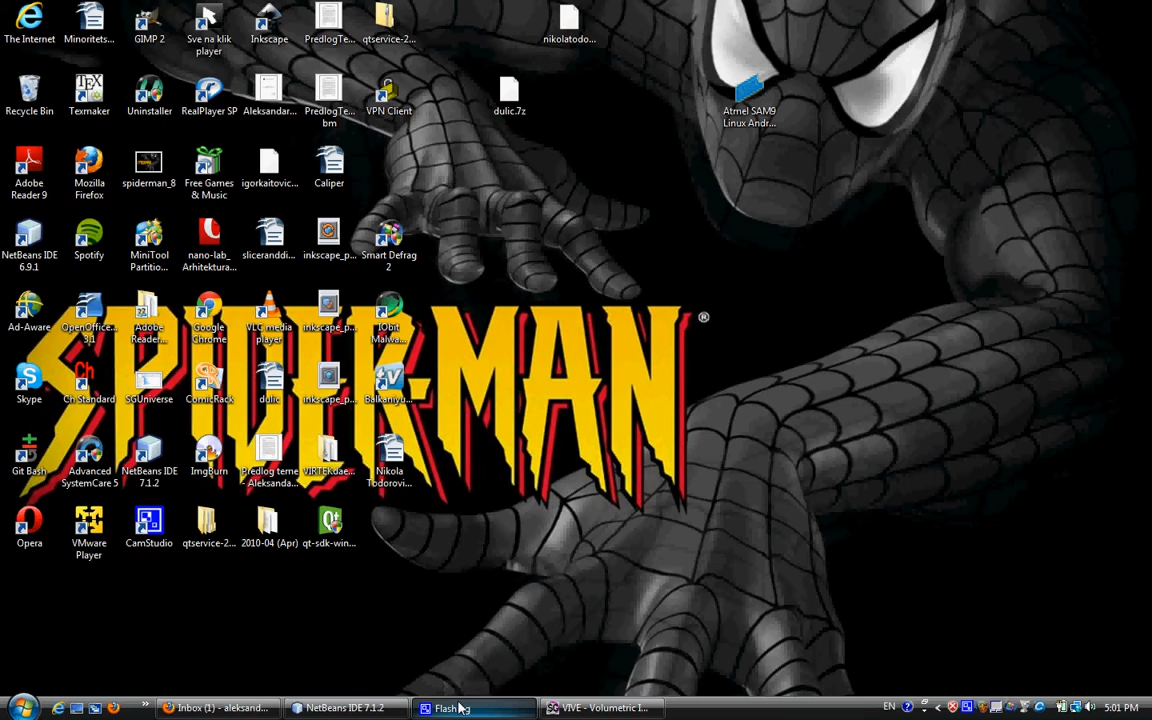 The Internet
Minoritets...
GIMP 2
Sve na klik
player
Inkscape
PredlogTe...
qtservice-2...
nikolatodo...
Recycle Bin
Texmaker
Uninstaller
RealPlayer SP
Aleksandar...
PredlogTe...
bm
VPN Client
dulic.7z
Atmel SAM9
Linux Andr...
Adobe
Reader 9
Mozilla
Firefox
spiderman_8
Free Games
& Music
igorkaitovic...
Caliper
NetBeans IDE
6.9.1
Spotify
MiniTool
Partitio...
nano-lab_
Arhitektura...
sliceranddi...
inkscape_p...
Smart Defrag
2
Ad-Aware
OpenOffice...
3.1
Adobe
Reader...
Google
Chrome
VLC media
player
inkscape_p...
IObit
Malwa...
SPIDER-MAN ®
Skype
Ch Standard
SGUniverse
ComicRack
dulic
inkscape_p...
Balkaniyu...
Git Bash
Advanced
SystemCare 5
NetBeans IDE
7.1.2
ImgBurn
Predlog teme
- Aleksanda...
VIRTEKdae...
Nikola
Todorovi...
Opera
VMware
Player
CamStudio
qtservice-2...
2010-04 (Apr)
qt-sdk-win...
Inbox (1) - aleksand...
NetBeans IDE 7.1.2
VIVE - Volumetric I...
EN
5:01 PM